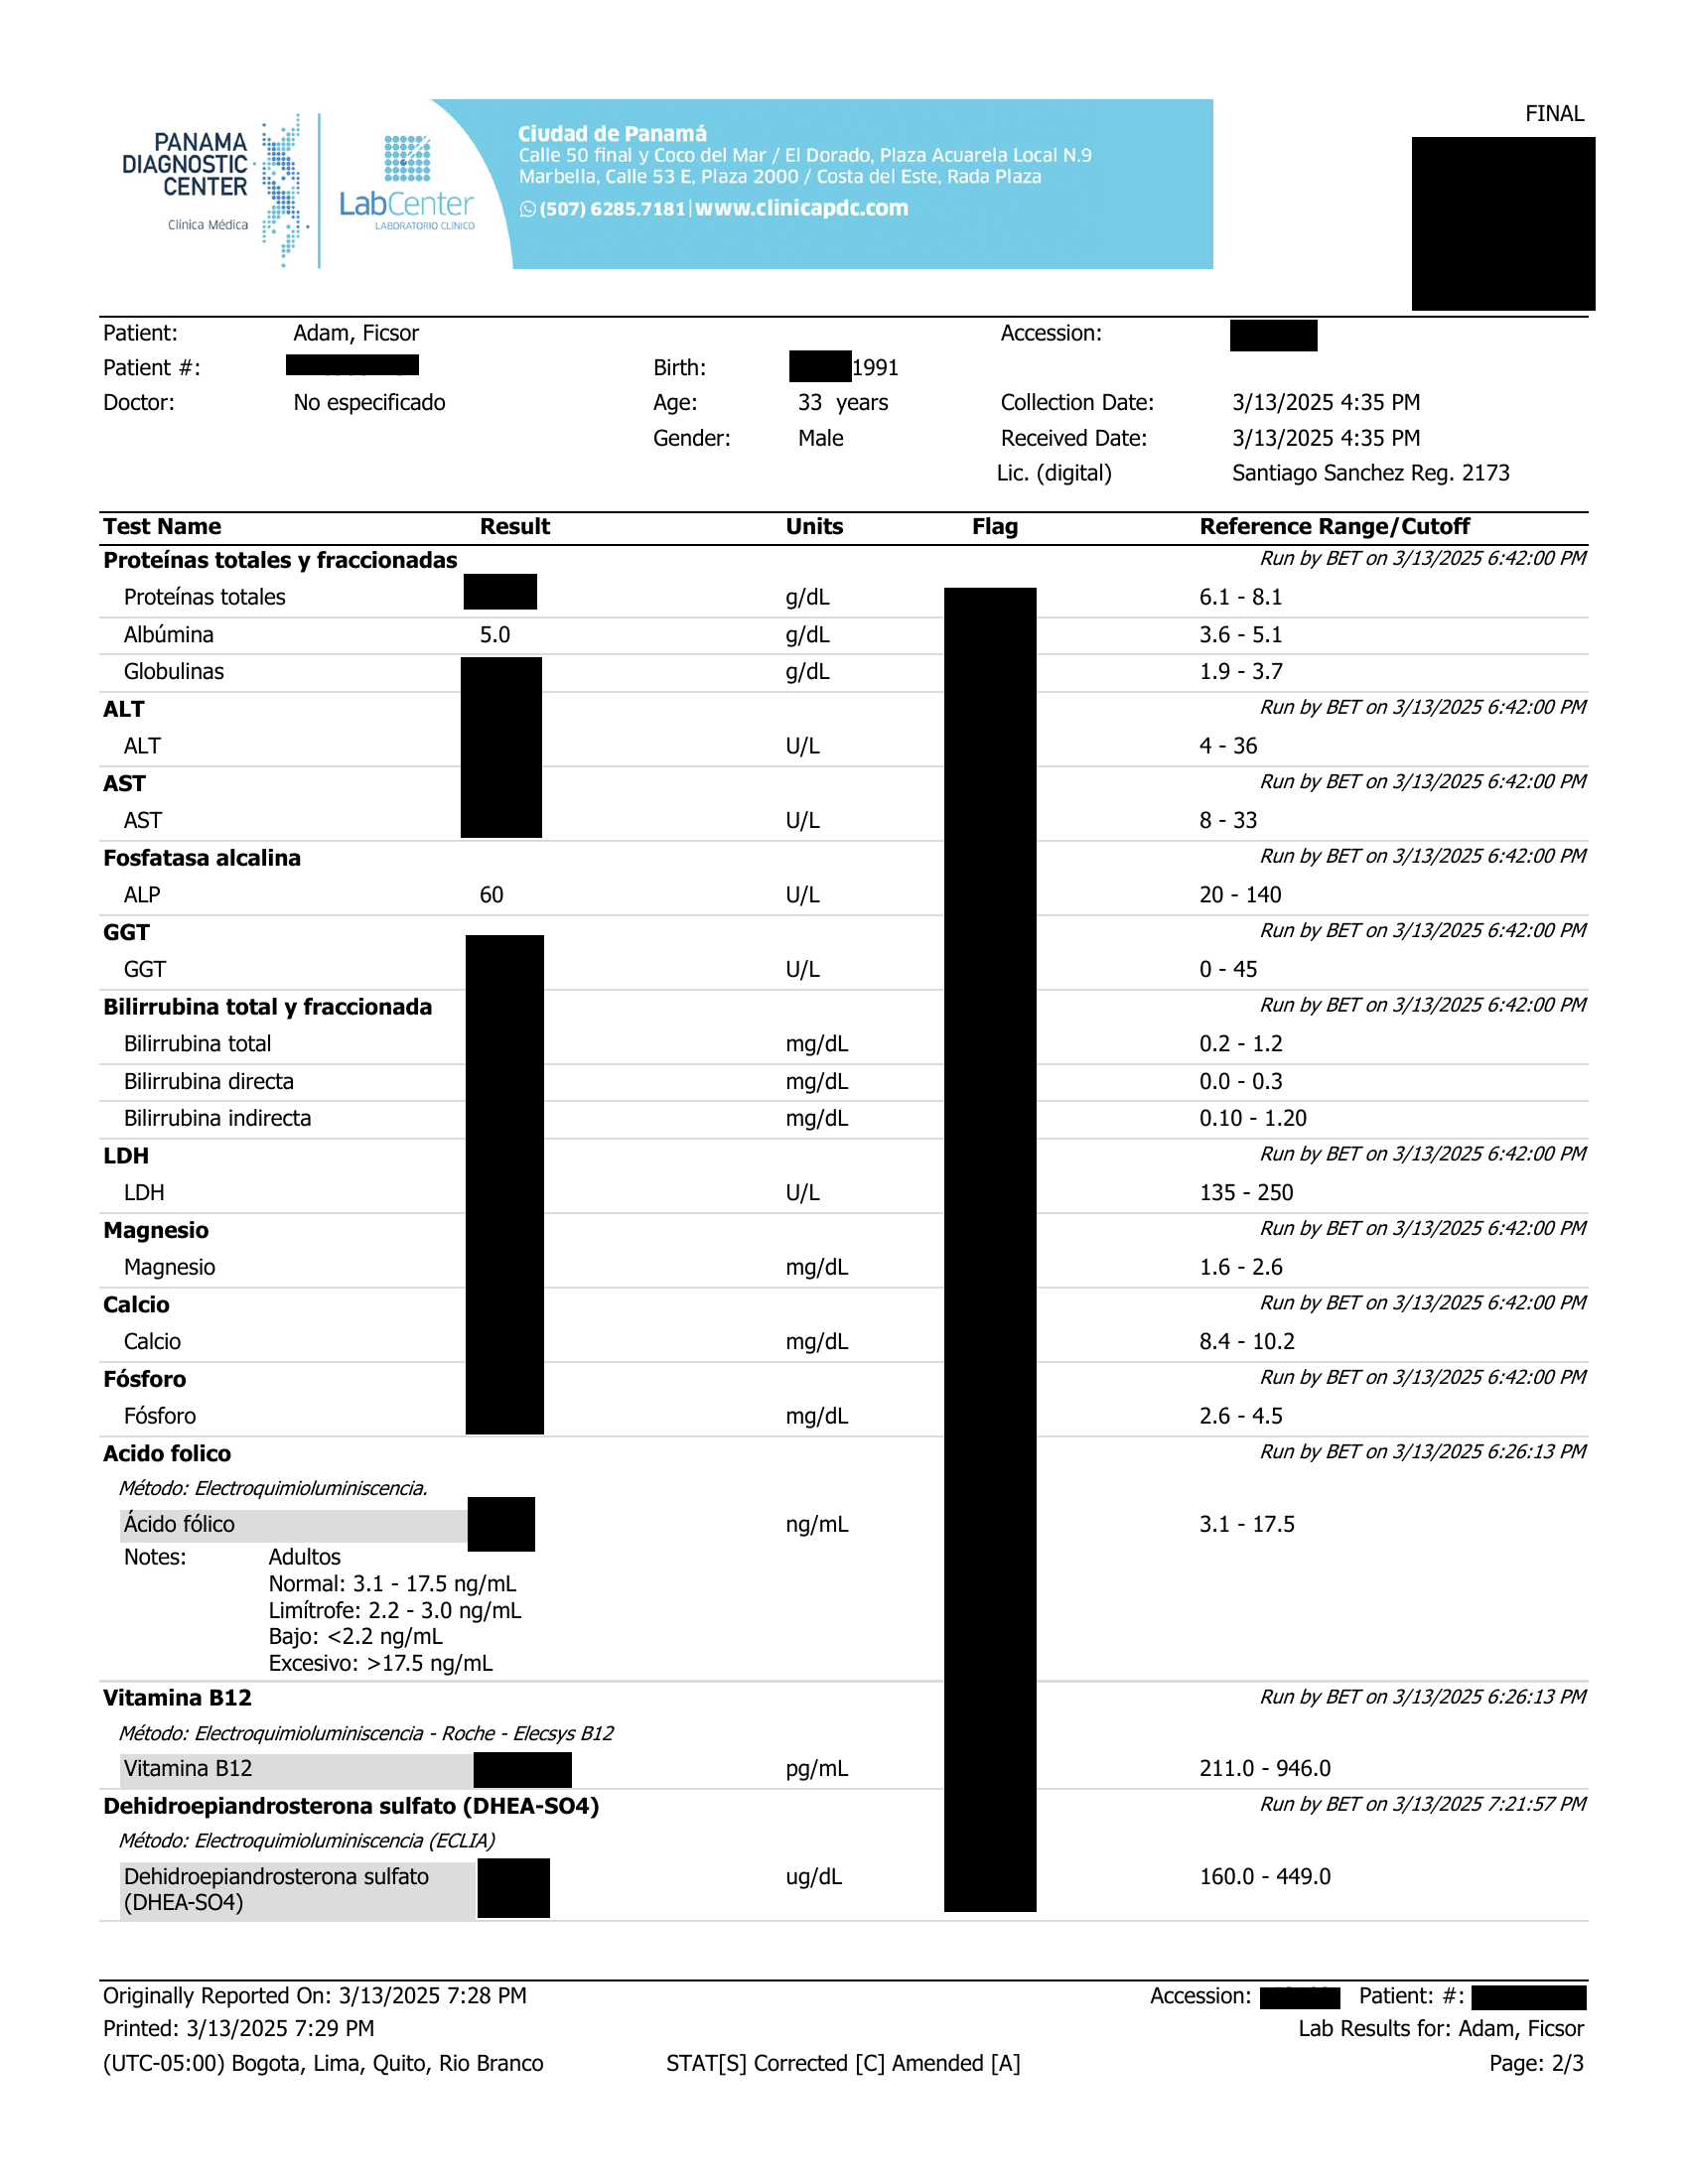 FINAL
PANAMA
DIAGNOSTIC
CENTER
Clínica Médica
LabCenter
LABORATORIO CLÍNICO
Ciudad de Panamá
Calle 50 final y Coco del Mar / El Dorado, Plaza Acuarela Local N.9
Marbella, Calle 53 E, Plaza 2000 / Costa del Este, Rada Plaza
(507) 6285.7181 | www.clinicapdc.com
Patient: Adam, Ficsor Accession:
Patient #: Birth: 1991
Doctor: No especificado Age: 33 years Collection Date: 3/13/2025 4:35 PM
Gender: Male Received Date: 3/13/2025 4:35 PM
Lic. (digital) Santiago Sanchez Reg. 2173
Test Name Result Units Flag Reference Range/Cutoff
Proteínas totales y fraccionadas Run by BET on 3/13/2025 6:42:00 PM
Proteínas totales g/dL 6.1 - 8.1
Albúmina 5.0 g/dL 3.6 - 5.1
Globulinas g/dL 1.9 - 3.7
ALT Run by BET on 3/13/2025 6:42:00 PM
ALT U/L 4 - 36
AST Run by BET on 3/13/2025 6:42:00 PM
AST U/L 8 - 33
Fosfatasa alcalina Run by BET on 3/13/2025 6:42:00 PM
ALP 60 U/L 20 - 140
GGT Run by BET on 3/13/2025 6:42:00 PM
GGT U/L 0 - 45
Bilirrubina total y fraccionada Run by BET on 3/13/2025 6:42:00 PM
Bilirrubina total mg/dL 0.2 - 1.2
Bilirrubina directa mg/dL 0.0 - 0.3
Bilirrubina indirecta mg/dL 0.10 - 1.20
LDH Run by BET on 3/13/2025 6:42:00 PM
LDH U/L 135 - 250
Magnesio Run by BET on 3/13/2025 6:42:00 PM
Magnesio mg/dL 1.6 - 2.6
Calcio Run by BET on 3/13/2025 6:42:00 PM
Calcio mg/dL 8.4 - 10.2
Fósforo Run by BET on 3/13/2025 6:42:00 PM
Fósforo mg/dL 2.6 - 4.5
Acido folico Run by BET on 3/13/2025 6:26:13 PM
Método: Electroquimioluminiscencia.
Ácido fólico ng/mL 3.1 - 17.5
Notes: Adultos
Normal: 3.1 - 17.5 ng/mL
Limítrofe: 2.2 - 3.0 ng/mL
Bajo: <2.2 ng/mL
Excesivo: >17.5 ng/mL
Vitamina B12 Run by BET on 3/13/2025 6:26:13 PM
Método: Electroquimioluminiscencia - Roche - Elecsys B12
Vitamina B12 pg/mL 211.0 - 946.0
Dehidroepiandrosterona sulfato (DHEA-SO4) Run by BET on 3/13/2025 7:21:57 PM
Método: Electroquimioluminiscencia (ECLIA)
Dehidroepiandrosterona sulfato ug/dL 160.0 - 449.0
(DHEA-SO4)
Originally Reported On: 3/13/2025 7:28 PM Accession: Patient: #:
Printed: 3/13/2025 7:29 PM Lab Results for: Adam, Ficsor
(UTC-05:00) Bogota, Lima, Quito, Rio Branco STAT[S] Corrected [C] Amended [A] Page: 2/3